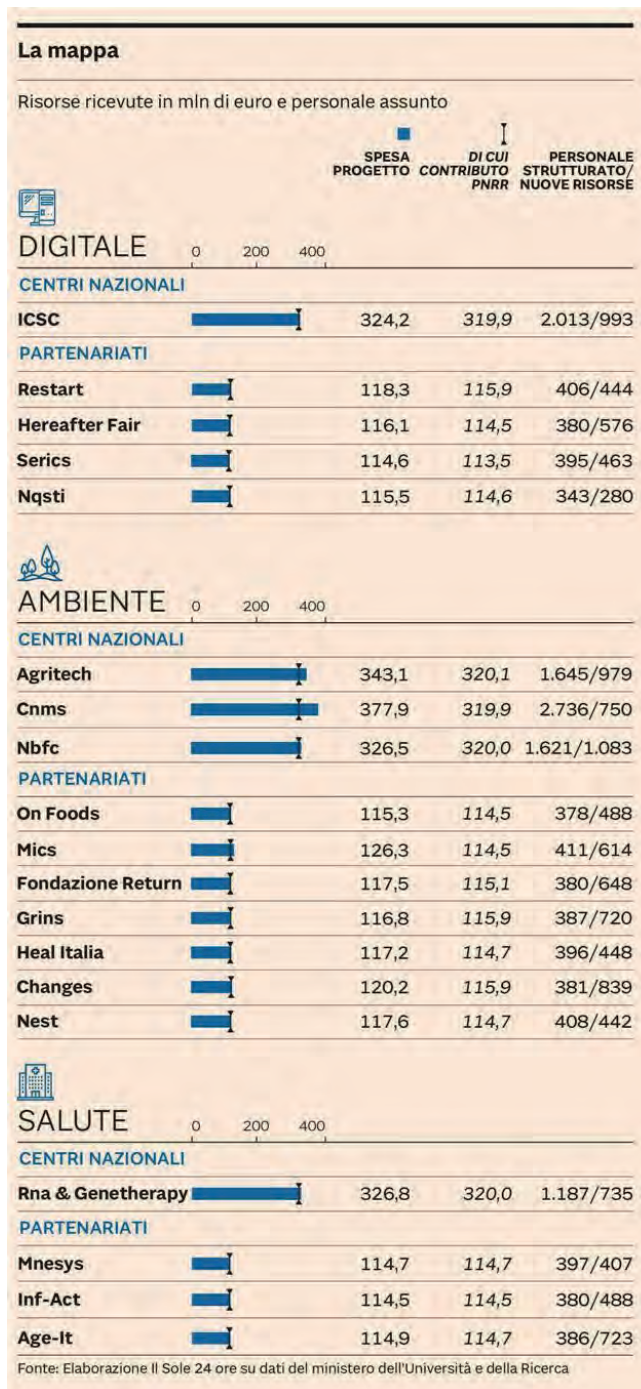 La mappa
Risorse ricevute in mln di euro e personale assunto
SPESA PROGETTO DI CUI CONTRIBUTO PNRR PERSONALE STRUTTURATO/ NUOVE RISORSE
DIGITALE 0 200 400
CENTRI NAZIONALI
ICSC 324,2 319,9 2.013/993
PARTENARIATI
Restart 118,3 115,9 406/444
Hereafter Fair 116,1 114,5 380/576
Serics 114,6 113,5 395/463
Nqsti 115,5 114,6 343/280
AMBIENTE 0 200 400
CENTRI NAZIONALI
Agritech 343,1 320,1 1.645/979
Cnms 377,9 319,9 2.736/750
Nbfc 326,5 320,0 1.621/1.083
PARTENARIATI
On Foods 115,3 114,5 378/488
Mics 126,3 114,5 411/614
Fondazione Return 117,5 115,1 380/648
Grins 116,8 115,9 387/720
Heal Italia 117,2 114,7 396/448
Changes 120,2 115,9 381/839
Nest 117,6 114,7 408/442
SALUTE 0 200 400
CENTRI NAZIONALI
Rna & Genetherapy 326,8 320,0 1.187/735
PARTENARIATI
Mnesys 114,7 114,7 397/407
Inf-Act 114,5 114,5 380/488
Age-It 114,9 114,7 386/723
Fonte: Elaborazione Il Sole 24 ore su dati del ministero dell'Università e della Ricerca